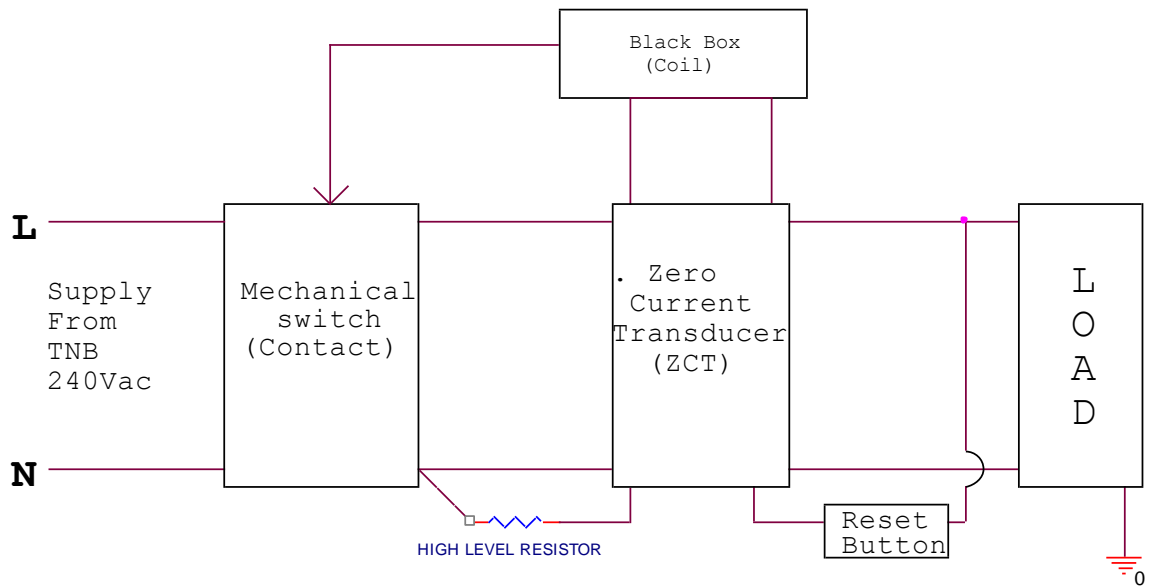 Black Box
(Coil)
L
Supply
From
TNB
240Vac
N
Mechanical
switch
(Contact)
. Zero
Current
Transducer
(ZCT)
L
O
A
D
HIGH LEVEL RESISTOR
Reset
Button
0